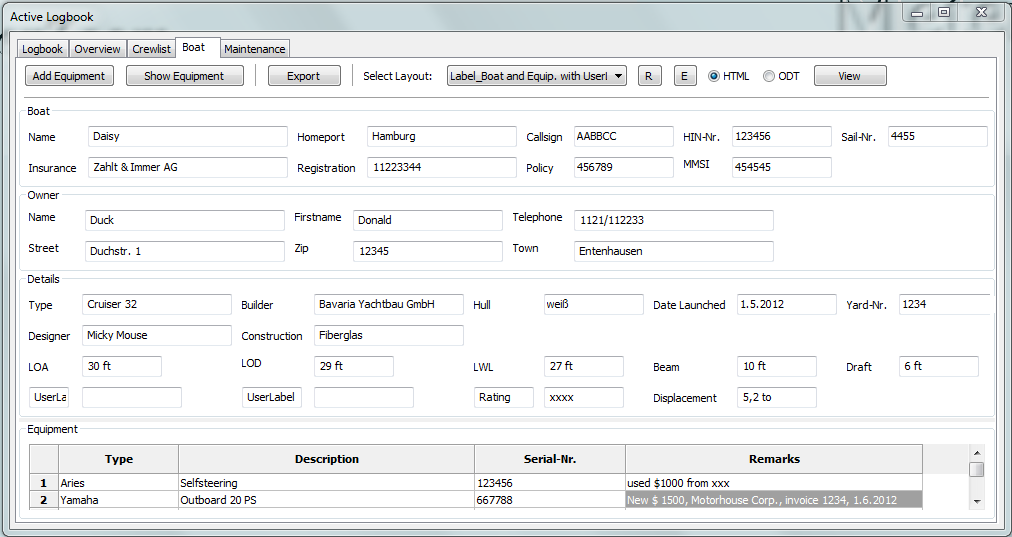 Active Logbook
Logbook Overview Crewlist Boat Maintenance
Add Equipment Show Equipment Export Select Layout: Label_Boat and Equip. with UserI R E HTML ODT View
Boat
Name Daisy Homeport Hamburg Callsign AABBCC HIN-Nr. 123456 Sail-Nr. 4455
Insurance Zahlt & Immer AG Registration 11223344 Policy 456789 MMSI 454545
Owner
Name Duck Firstname Donald Telephone 1121/112233
Street Duchstr. 1 Zip 12345 Town Entenhausen
Details
Type Cruiser 32 Builder Bavaria Yachtbau GmbH Hull weiß Date Launched 1.5.2012 Yard-Nr. 1234
Designer Micky Mouse Construction Fiberglas
LOA 30 ft LOD 29 ft LWL 27 ft Beam 10 ft Draft 6 ft
UserLa UserLabel Rating xxxx Displacement 5,2 to
Equipment
Type Description Serial-Nr. Remarks
1 Aries Selfsteering 123456 used $1000 from xxx
2 Yamaha Outboard 20 PS 667788 New $ 1500, Motorhouse Corp., invoice 1234, 1.6.2012